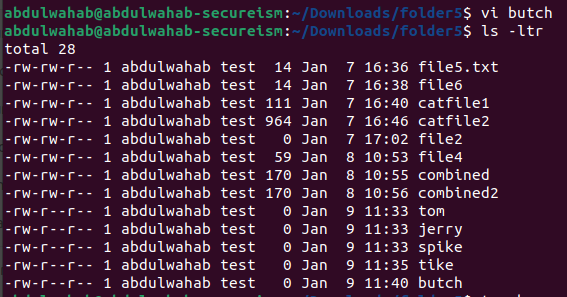 abdulwahab@abdulwahab-secureism:~/Downloads/folder5$ vi butch
abdulwahab@abdulwahab-secureism:~/Downloads/folder5$ ls -ltr
total 28
-rw-rw-r-- 1 abdulwahab test  14 Jan  7 16:36 file5.txt
-rw-rw-r-- 1 abdulwahab test  14 Jan  7 16:38 file6
-rw-rw-r-- 1 abdulwahab test 111 Jan  7 16:40 catfile1
-rw-rw-r-- 1 abdulwahab test 964 Jan  7 16:46 catfile2
-rw-rw-r-- 1 abdulwahab test   0 Jan  7 17:02 file2
-rw-rw-r-- 1 abdulwahab test  59 Jan  8 10:53 file4
-rw-rw-r-- 1 abdulwahab test 170 Jan  8 10:55 combined
-rw-rw-r-- 1 abdulwahab test 170 Jan  8 10:56 combined2
-rw-r--r-- 1 abdulwahab test   0 Jan  9 11:33 tom
-rw-r--r-- 1 abdulwahab test   0 Jan  9 11:33 jerry
-rw-r--r-- 1 abdulwahab test   0 Jan  9 11:33 spike
-rw-r--r-- 1 abdulwahab test   0 Jan  9 11:35 tike
-rw-r--r-- 1 abdulwahab test   0 Jan  9 11:40 butch